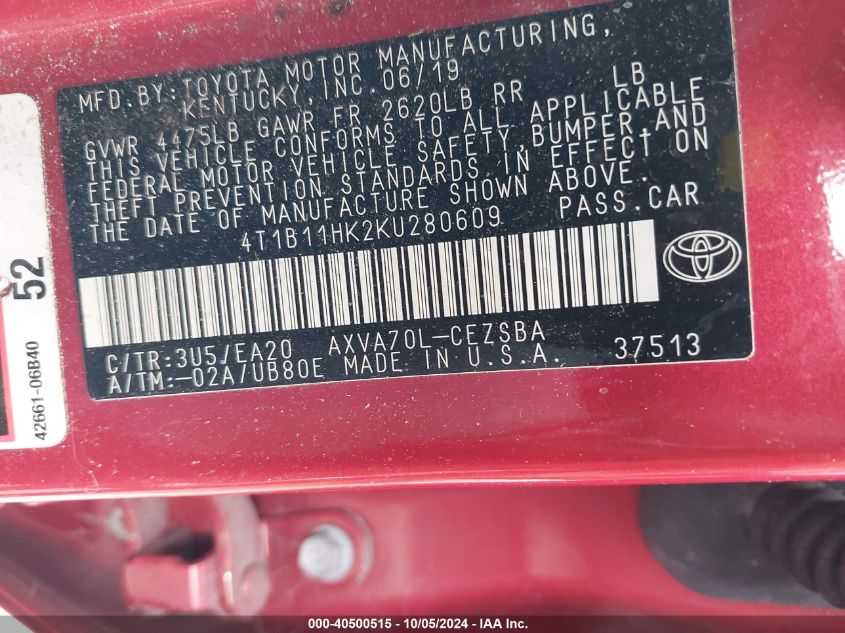 MFD. BY: TOYOTA MOTOR MANUFACTURING,
KENTUCKY, INC. 06/19
GVWR 4475LB GAWR FR 2620LB RR LB
THIS VEHICLE CONFORMS TO ALL APPLICABLE
FEDERAL MOTOR VEHICLE SAFETY, BUMPER, AND
THEFT PREVENTION STANDARDS IN EFFECT ON
THE DATE OF MANUFACTURE SHOWN ABOVE.
4T1B11HK2KU280609 PASS. CAR
C/TR: 3U5/EA20 AXVA70L-CEZSBA
A/TM: -02A/UB80E MADE IN U.S.A. 37513
52
42661-06B40
000-40500515 - 10/05/2024 - IAA Inc.